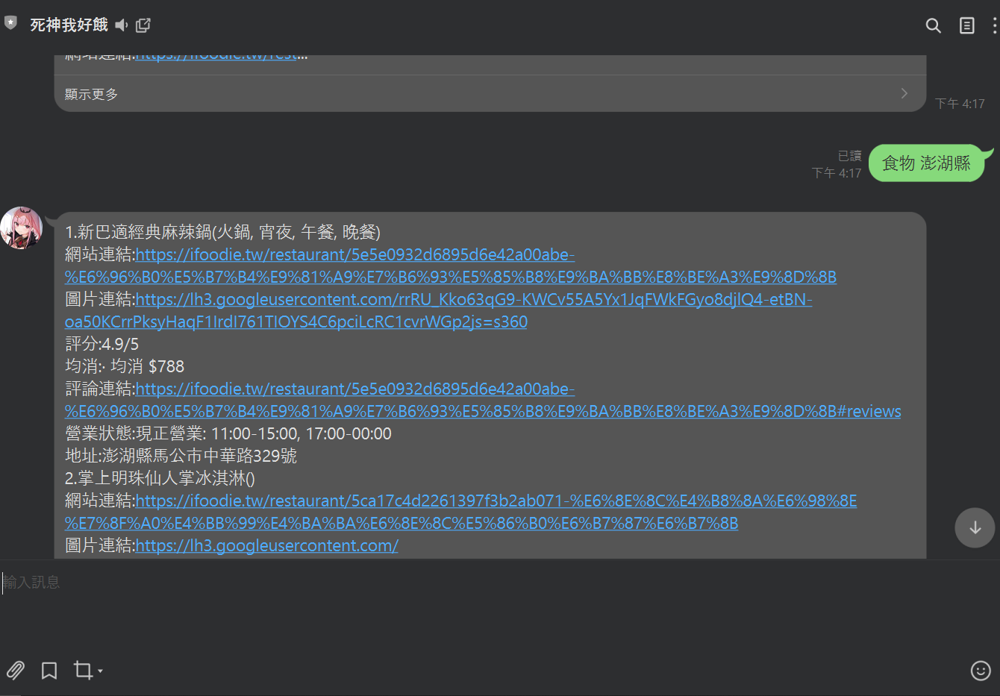 死神我好餓
網站連結:https://ifoodie.tw/rest...
顯示更多
下午 4:17
已讀
下午 4:17
食物 澎湖縣
1.新巴適經典麻辣鍋(火鍋, 宵夜, 午餐, 晚餐)
網站連結:https://ifoodie.tw/restaurant/5e5e0932d6895d6e42a00abe-
%E6%96%B0%E5%B7%B4%E9%81%A9%E7%B6%93%E5%85%B8%E9%BA%BB%E8%BE%A3%E9%8D%8B
圖片連結:https://lh3.googleusercontent.com/rrRU_Kko63qG9-KWCv55A5Yx1JqFWkFGyo8djlQ4-etBN-
oa50KCrrPksyHaqF1IrdI761TIOYS4C6pciLcRC1cvrWGp2js=s360
評分:4.9/5
均消:· 均消 $788
評論連結:https://ifoodie.tw/restaurant/5e5e0932d6895d6e42a00abe-
%E6%96%B0%E5%B7%B4%E9%81%A9%E7%B6%93%E5%85%B8%E9%BA%BB%E8%BE%A3%E9%8D%8B#reviews
營業狀態:現正營業: 11:00-15:00, 17:00-00:00
地址:澎湖縣馬公市中華路329號
2.掌上明珠仙人掌冰淇淋()
網站連結:https://ifoodie.tw/restaurant/5ca17c4d2261397f3b2ab071-%E6%8E%8C%E4%B8%8A%E6%98%8E
%E7%8F%A0%E4%BB%99%E4%BA%BA%E6%8E%8C%E5%86%B0%E6%B7%87%E6%B7%8B
圖片連結:https://lh3.googleusercontent.com/
輸入訊息